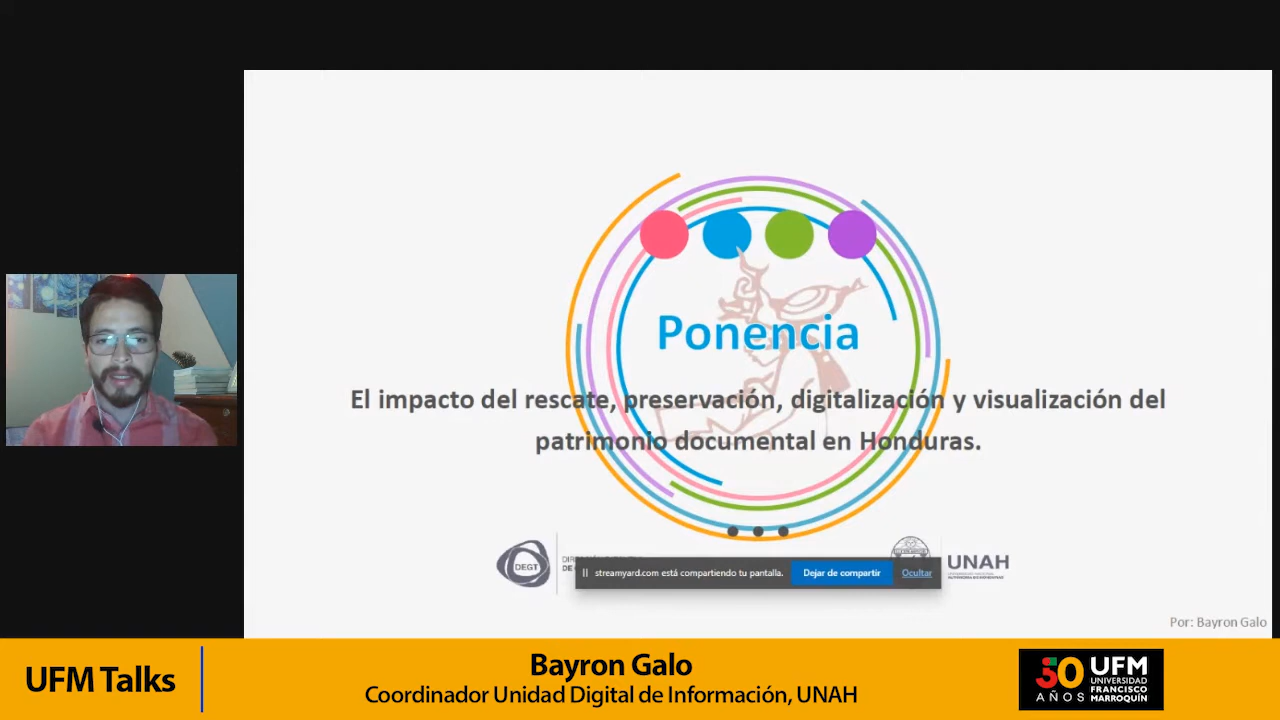 Ponencia
El impacto del rescate, preservación, digitalización y visualización del
patrimonio documental en Honduras.
DEGT
streamyard.com está compartiendo tu pantalla.
Dejar de compartir
Ocultar
UNAH
Por: Bayron Galo
UFM Talks
Bayron Galo
Coordinador Unidad Digital de Información, UNAH
50
AÑOS
UFM
UNIVERSIDAD
FRANCISCO
MARROQUÍN